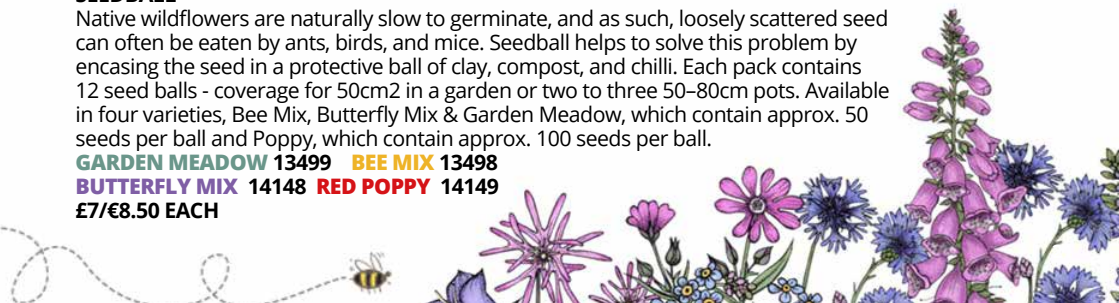 SEEDBALL
Native wildflowers are naturally slow to germinate, and as such, loosely scattered seed
can often be eaten by ants, birds, and mice. Seedball helps to solve this problem by
encasing the seed in a protective ball of clay, compost, and chilli. Each pack contains
12 seed balls - coverage for 50cm2 in a garden or two to three 50–80cm pots. Available
in four varieties, Bee Mix, Butterfly Mix & Garden Meadow, which contain approx. 50
seeds per ball and Poppy, which contain approx. 100 seeds per ball.
GARDEN MEADOW 13499 BEE MIX 13498
BUTTERFLY MIX 14148 RED POPPY 14149
£7/€8.50 EACH